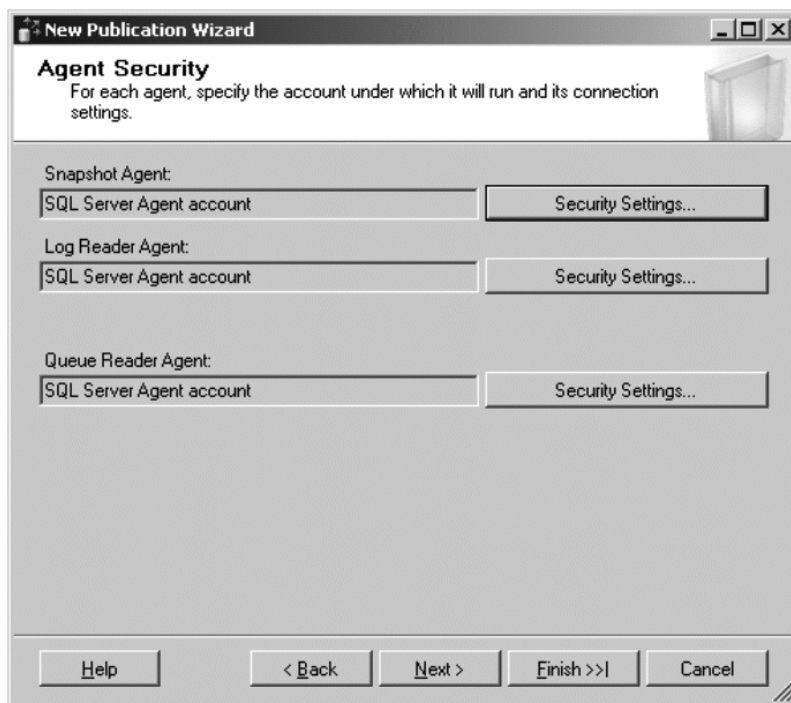 New Publication Wizard
Agent Security
For each agent, specify the account under which it will run and its connection
settings.
Snapshot Agent:
SQL Server Agent account
Security Settings...
Log Reader Agent:
SQL Server Agent account
Security Settings...
Queue Reader Agent:
SQL Server Agent account
Security Settings...
Help
< Back
Next >
Finish >>|
Cancel